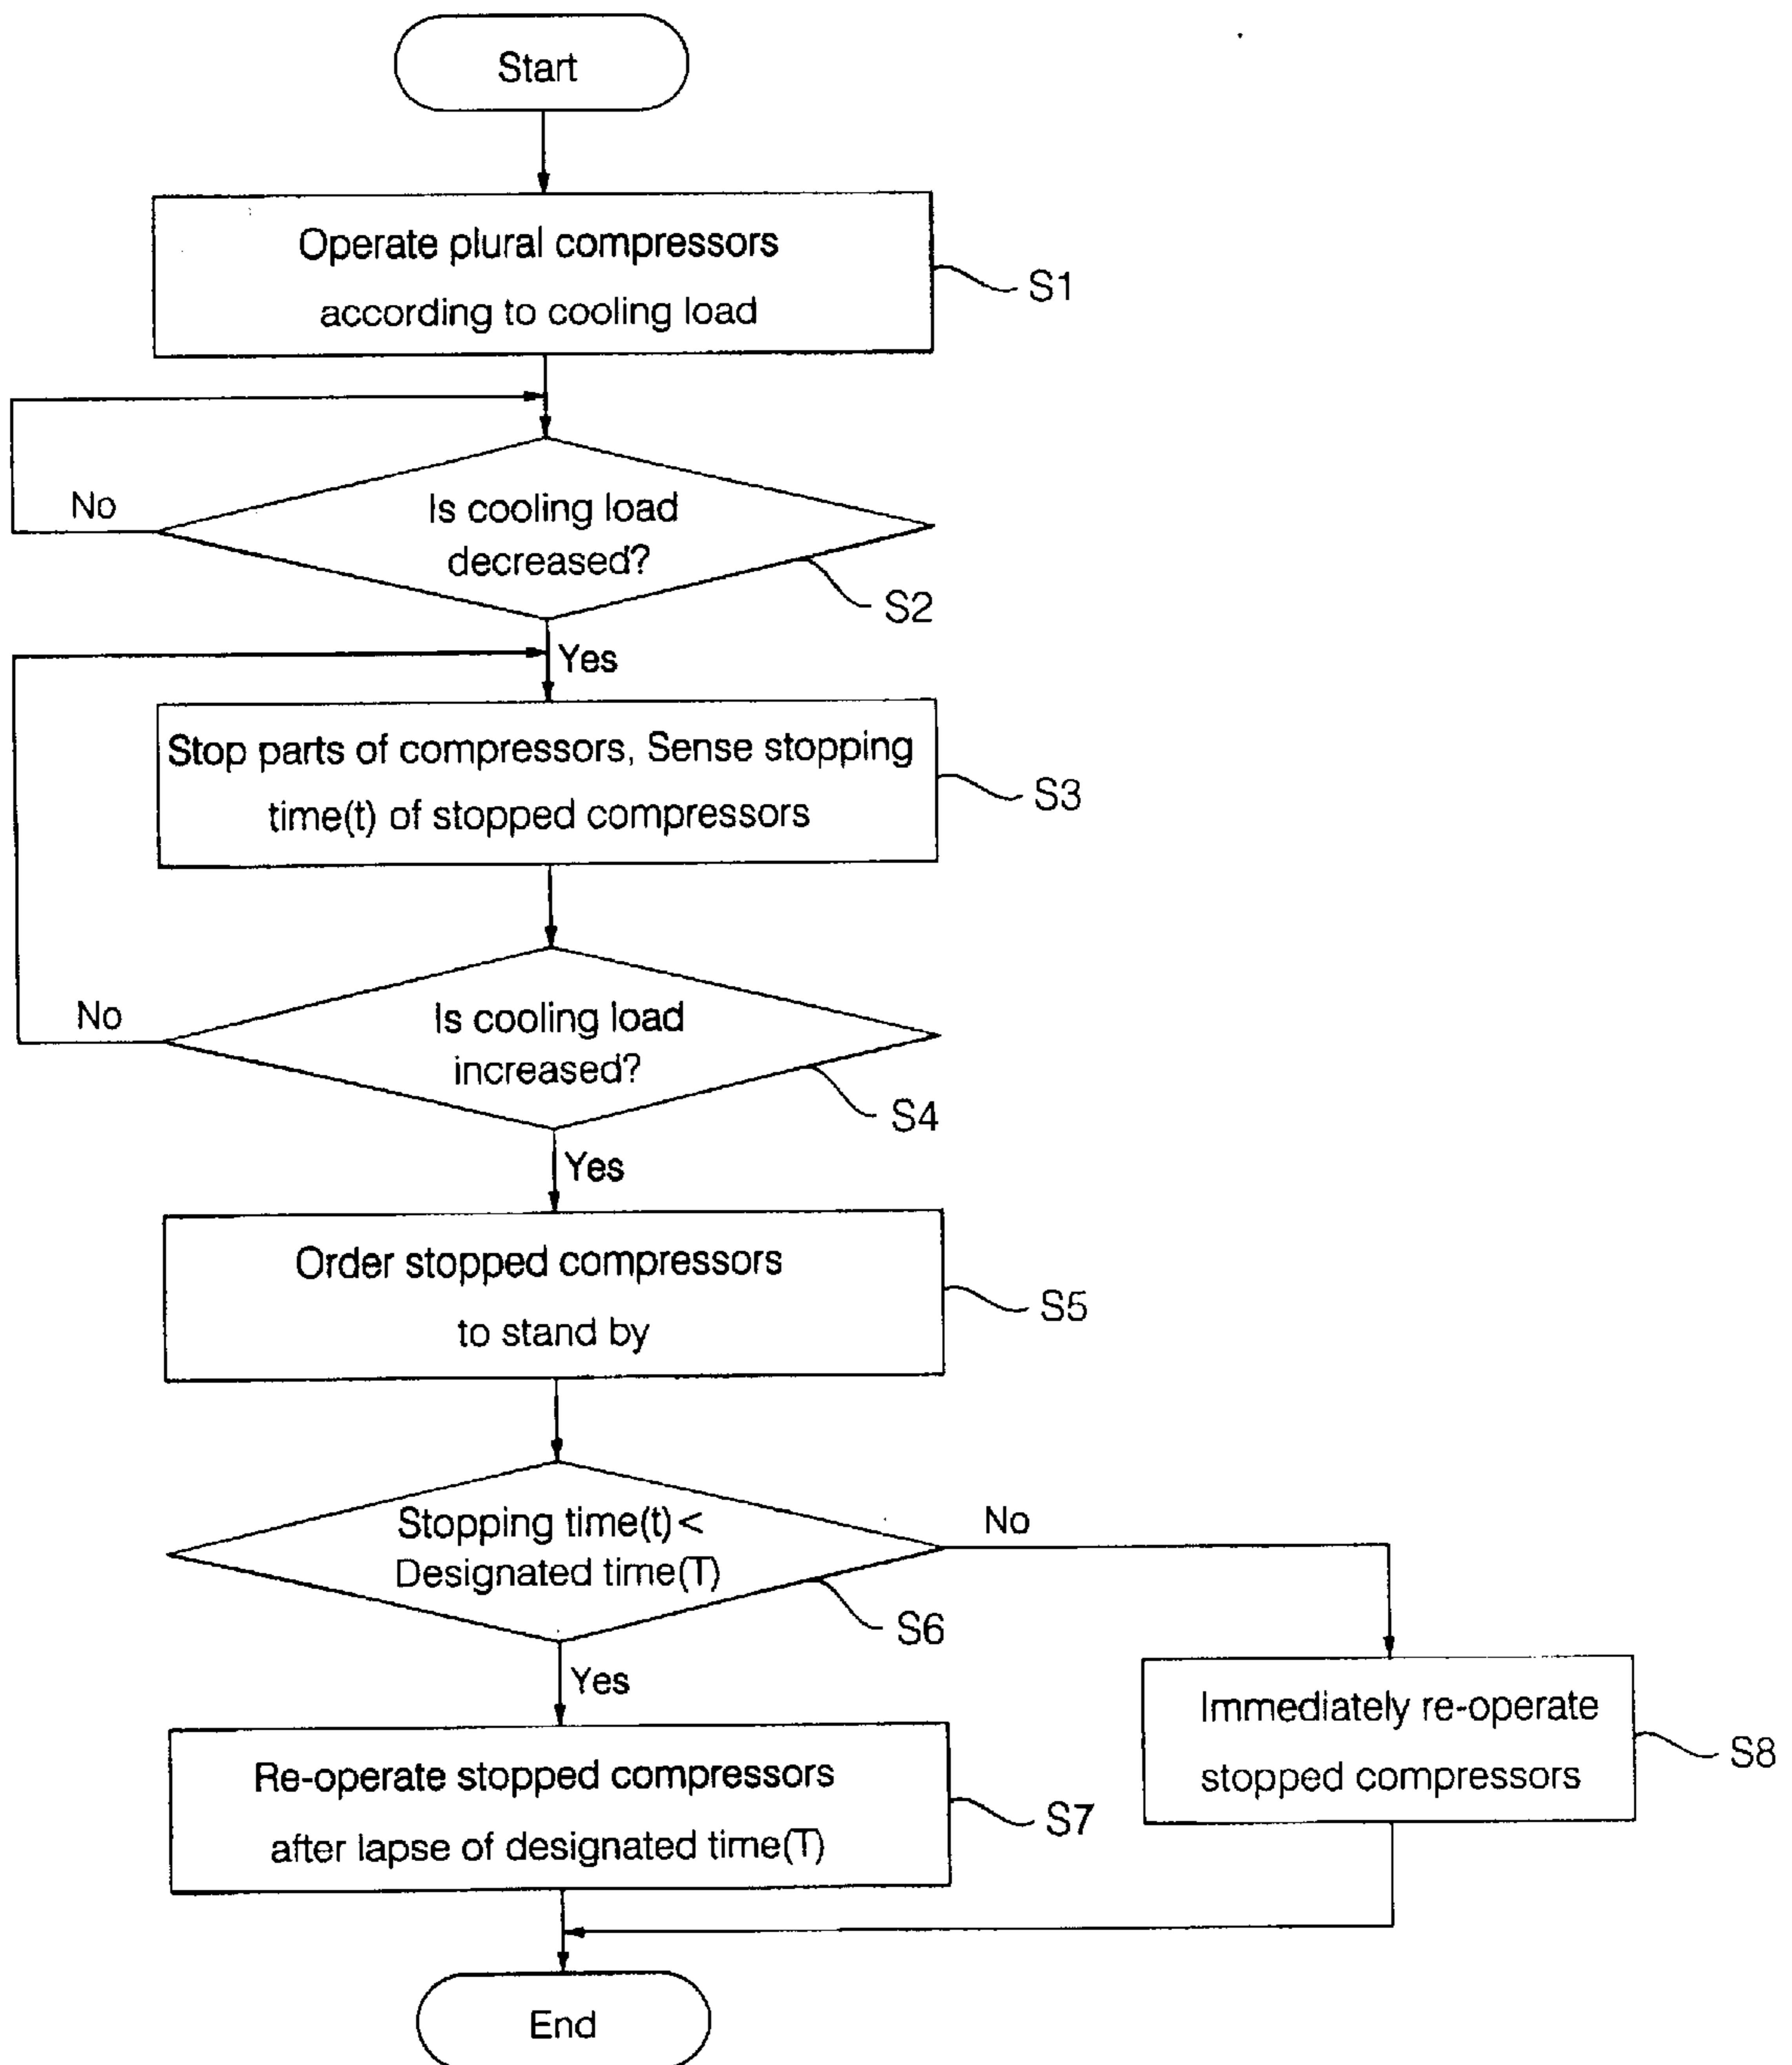 Start
Operate plural compressors
according to cooling load
S1
No
Is cooling load
decreased?
S2
Yes
Stop parts of compressors, Sense stopping
time(t) of stopped compressors
S3
No
Is cooling load
increased?
S4
Yes
Order stopped compressors
to stand by
S5
Stopping time(t)<
Designated time(T)
No
S6
Yes
Immediately re-operate
stopped compressors
S8
Re-operate stopped compressors
after lapse of designated time(T)
S7
End